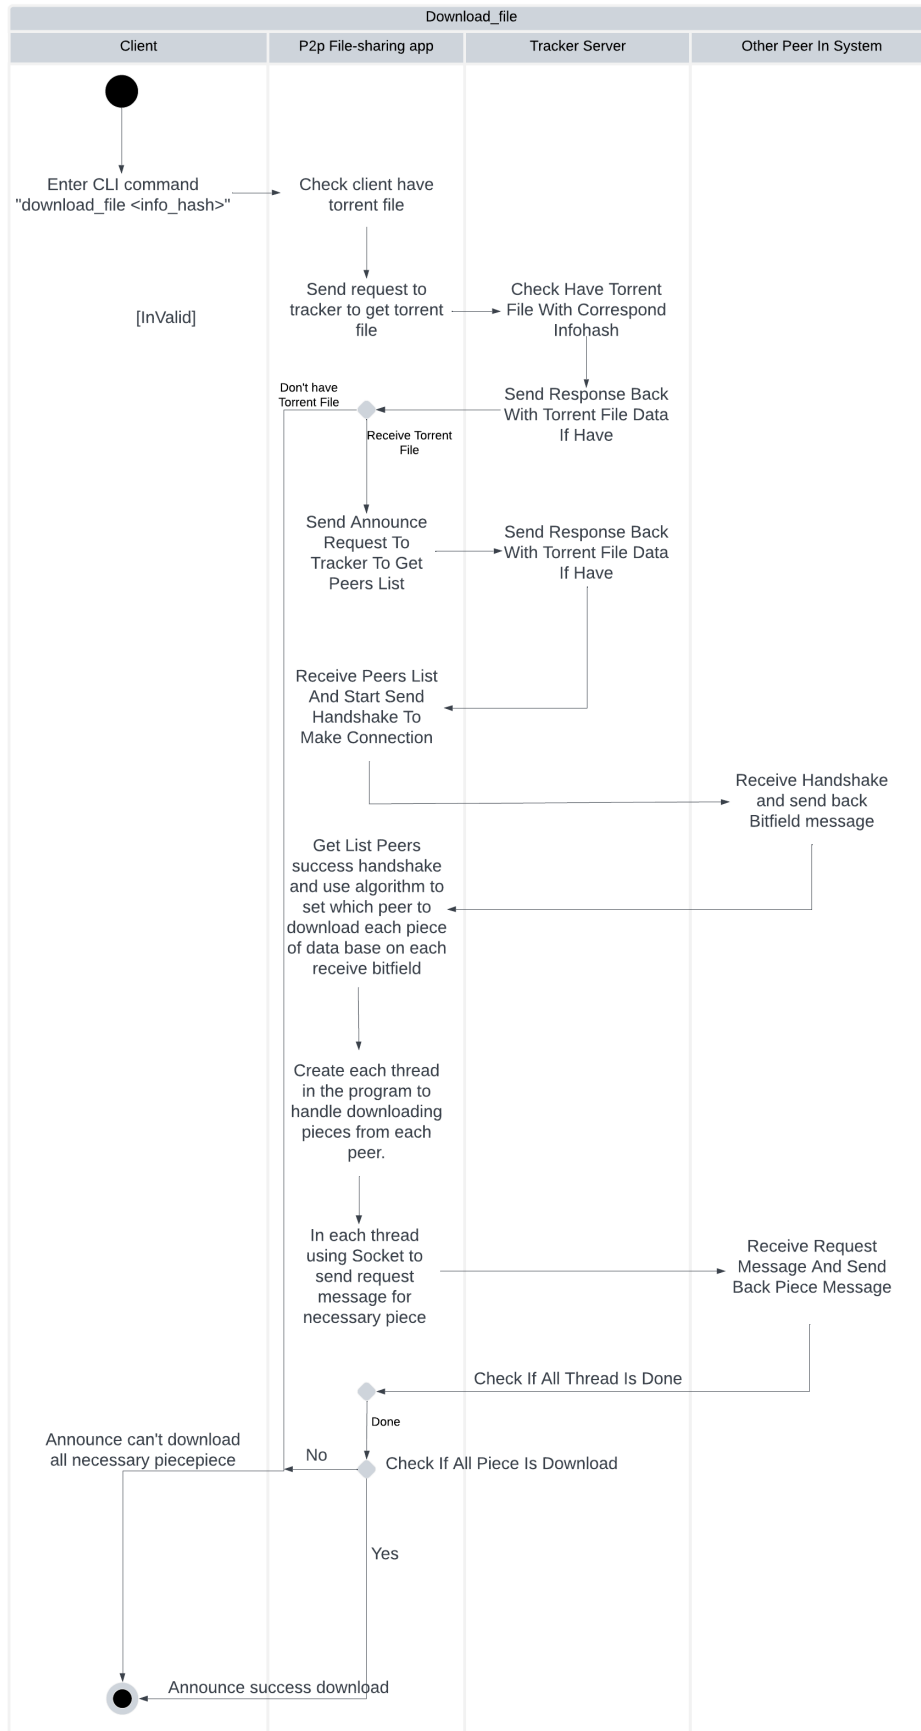 Download_file
Client
P2p File-sharing app
Tracker Server
Other Peer In System
Enter CLI command
"download_file <info_hash>"
Check client have
torrent file
Send request to
tracker to get torrent
file
Check Have Torrent
File With Correspond
Infohash
[InValid]
Don't have
Torrent File
Send Response Back
With Torrent File Data
If Have
Receive Torrent
File
Send Announce
Request To
Tracker To Get
Peers List
Send Response Back
With Torrent File Data
If Have
Receive Peers List
And Start Send
Handshake To
Make Connection
Receive Handshake
and send back
Bitfield message
Get List Peers
success handshake
and use algorithm to
set which peer to
download each piece
of data base on each
receive bitfield
Create each thread
in the program to
handle downloading
pieces from each
peer.
In each thread
using Socket to
send request
message for
necessary piece
Receive Request
Message And Send
Back Piece Message
Check If All Thread Is Done
Done
Announce can't download
all necessary piecepiece
No
Check If All Piece Is Download
Yes
Announce success download